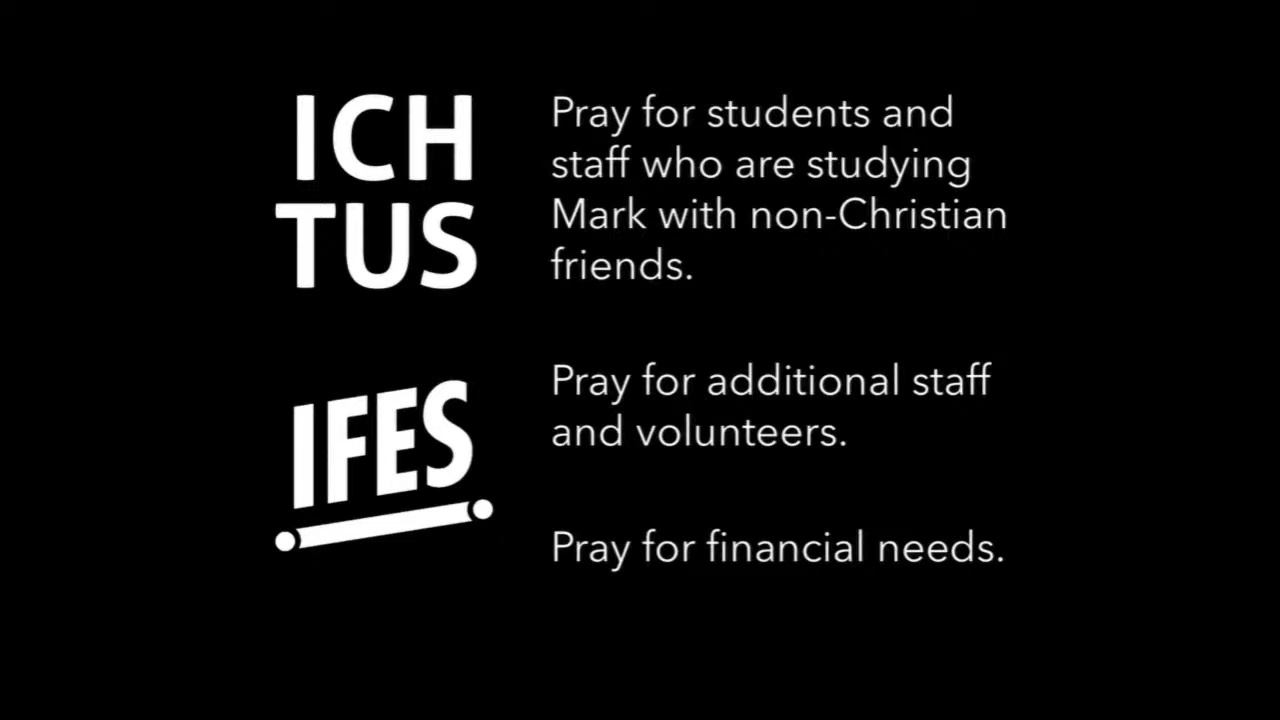 ICH
TUS
Pray for students and
staff who are studying
Mark with non-Christian
friends.
IFES
Pray for additional staff
and volunteers.
Pray for financial needs.